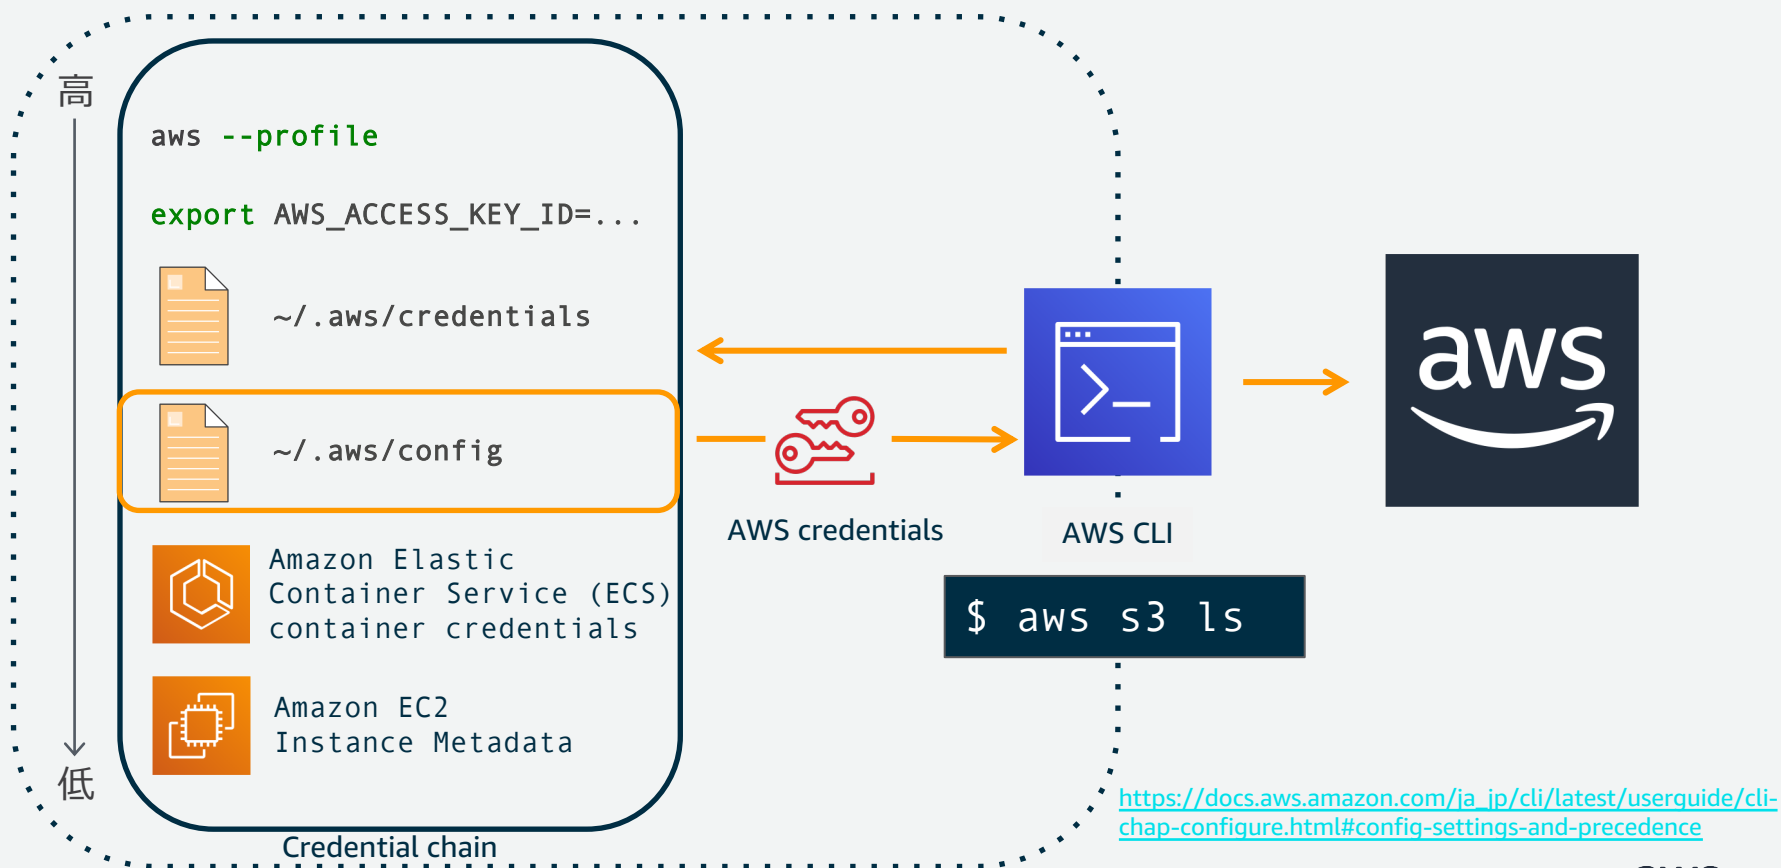 高
aws --profile
export AWS_ACCESS_KEY_ID=...
~/.aws/credentials
~/.aws/config
Amazon Elastic
Container Service (ECS)
container credentials
Amazon EC2
Instance Metadata
低
Credential chain
AWS credentials
AWS CLI
$ aws s3 ls
aws
https://docs.aws.amazon.com/ja_jp/cli/latest/userguide/cli-
chap-configure.html#config-settings-and-precedence